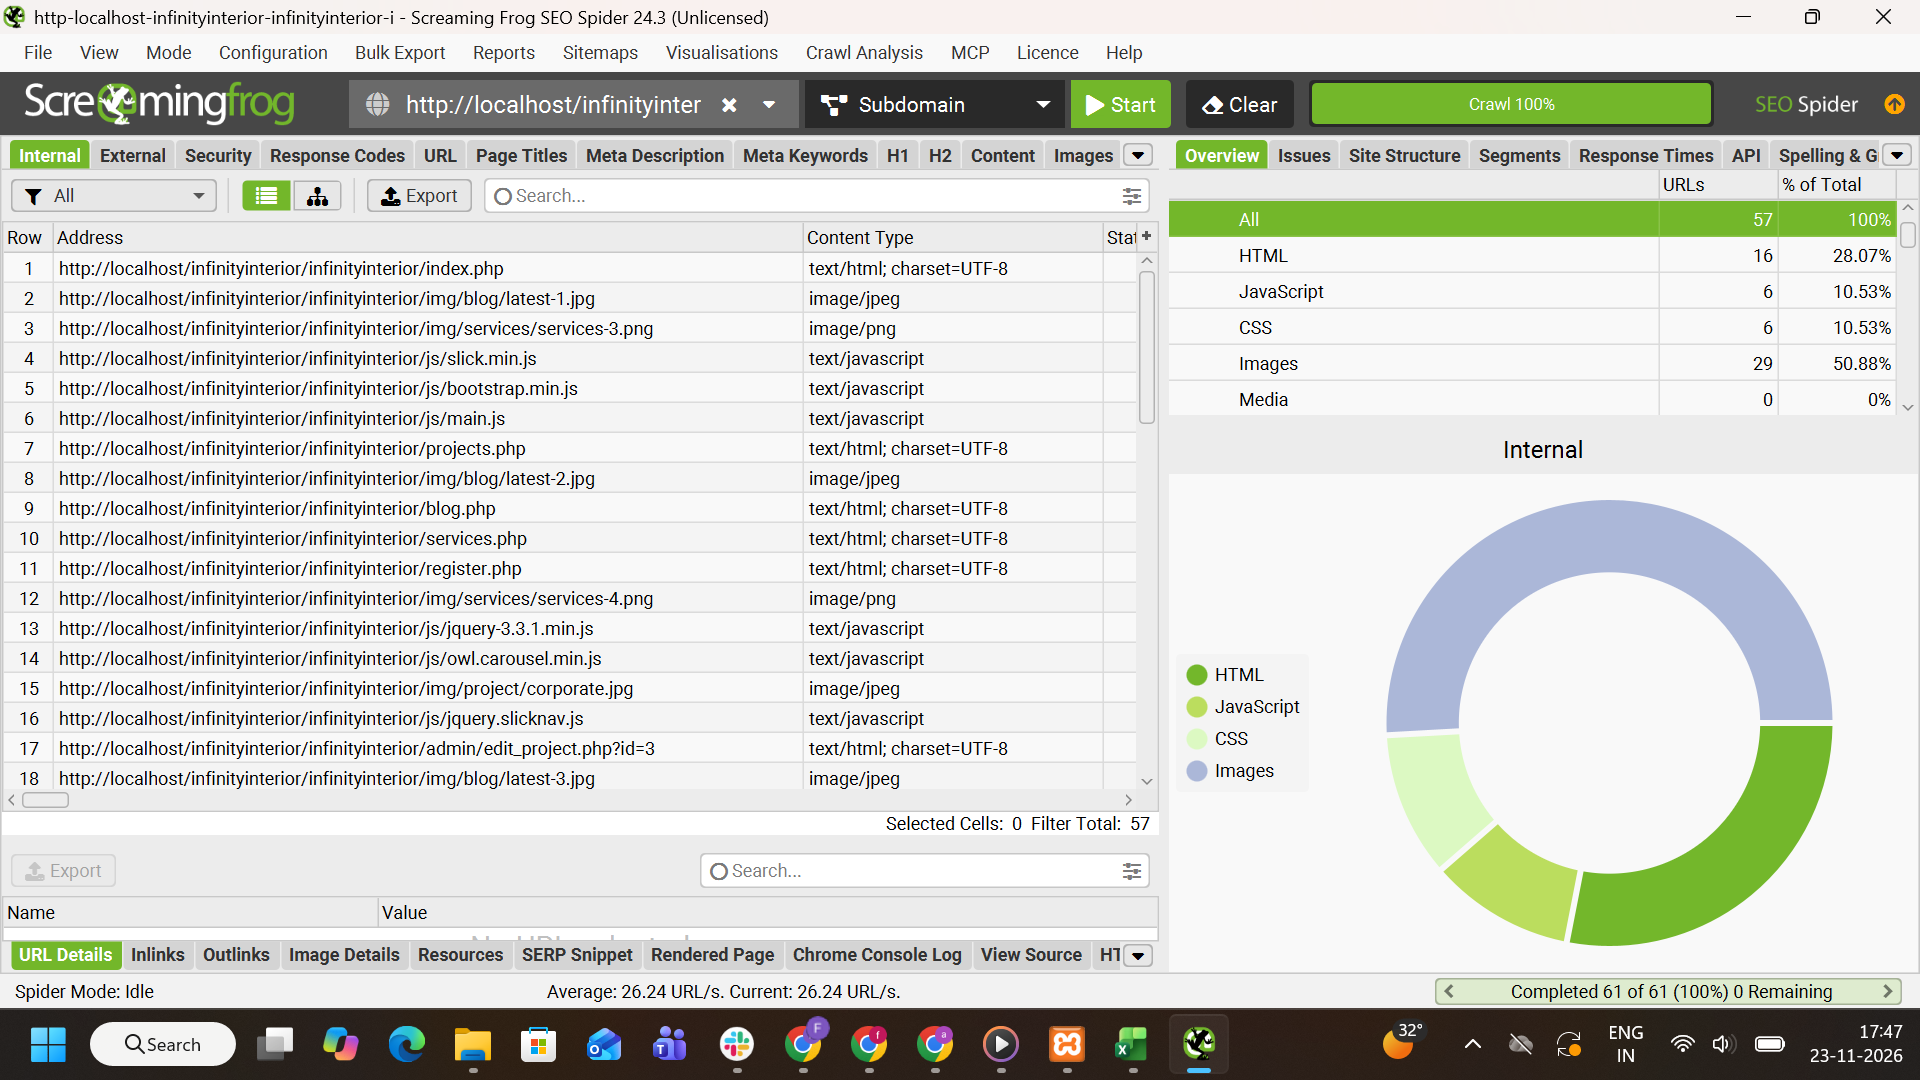 http-localhost-infinityinterior-infinityinterior-i - Screaming Frog SEO Spider 24.3 (Unlicensed)
File View Mode Configuration Bulk Export Reports Sitemaps Visualisations Crawl Analysis MCP Licence Help
Screamingfrog http://localhost/infinityinter Subdomain Start Clear Crawl 100% SEO Spider
Internal External Security Response Codes URL Page Titles Meta Description Meta Keywords H1 H2 Content Images
All Export Search...
Row Address Content Type Stat
1 http://localhost/infinityinterior/infinityinterior/index.php text/html; charset=UTF-8
2 http://localhost/infinityinterior/infinityinterior/img/blog/latest-1.jpg image/jpeg
3 http://localhost/infinityinterior/infinityinterior/img/services/services-3.png image/png
4 http://localhost/infinityinterior/infinityinterior/js/slick.min.js text/javascript
5 http://localhost/infinityinterior/infinityinterior/js/bootstrap.min.js text/javascript
6 http://localhost/infinityinterior/infinityinterior/js/main.js text/javascript
7 http://localhost/infinityinterior/infinityinterior/projects.php text/html; charset=UTF-8
8 http://localhost/infinityinterior/infinityinterior/img/blog/latest-2.jpg image/jpeg
9 http://localhost/infinityinterior/infinityinterior/blog.php text/html; charset=UTF-8
10 http://localhost/infinityinterior/infinityinterior/services.php text/html; charset=UTF-8
11 http://localhost/infinityinterior/infinityinterior/register.php text/html; charset=UTF-8
12 http://localhost/infinityinterior/infinityinterior/img/services/services-4.png image/png
13 http://localhost/infinityinterior/infinityinterior/js/jquery-3.3.1.min.js text/javascript
14 http://localhost/infinityinterior/infinityinterior/js/owl.carousel.min.js text/javascript
15 http://localhost/infinityinterior/infinityinterior/img/project/corporate.jpg image/jpeg
16 http://localhost/infinityinterior/infinityinterior/js/jquery.slicknav.js text/javascript
17 http://localhost/infinityinterior/infinityinterior/admin/edit_project.php?id=3 text/html; charset=UTF-8
18 http://localhost/infinityinterior/infinityinterior/img/blog/latest-3.jpg image/jpeg
Selected Cells: 0 Filter Total: 57
Export Search...
Name Value
URL Details Inlinks Outlinks Image Details Resources SERP Snippet Rendered Page Chrome Console Log View Source HT
Overview Issues Site Structure Segments Response Times API Spelling & G
URLs % of Total
All 57 100%
HTML 16 28.07%
JavaScript 6 10.53%
CSS 6 10.53%
Images 29 50.88%
Media 0 0%
Internal
HTML
JavaScript
CSS
Images
Spider Mode: Idle Average: 26.24 URL/s. Current: 26.24 URL/s. Completed 61 of 61 (100%) 0 Remaining
Search 32° ENG IN 17:47 23-11-2026